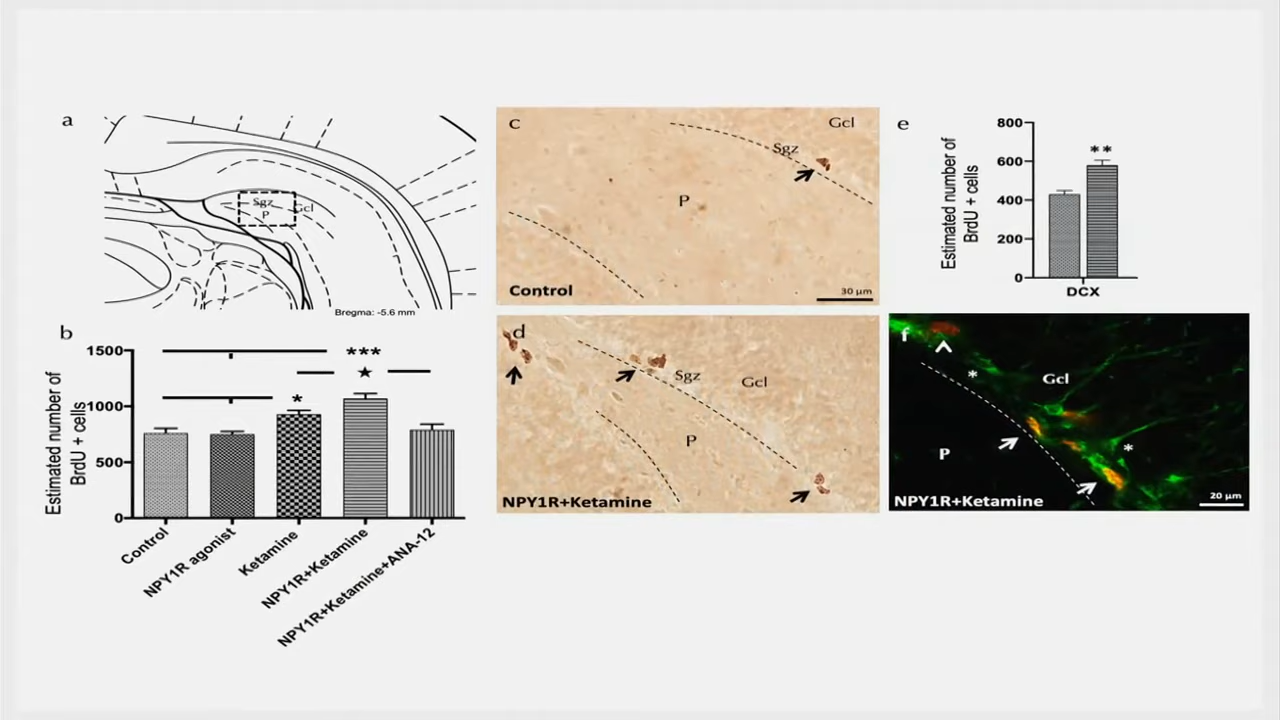 a
Sgz
P
Gcl
Bregma: -5.6 mm
b
Estimated number of
BrdU + cells
1500
1000
500
0
***
★
*
Control
NPY1R agonist
Ketamine
NPY1R+Ketamine
NPY1R+Ketamine+ANA-12
c
Gcl
Sgz
P
Control
30 µm
d
Sgz
Gcl
P
NPY1R+Ketamine
e
Estimated number of
BrdU + cells
800
600
400
200
0
**
DCX
f
*
Gcl
*
P
NPY1R+Ketamine
20 µm